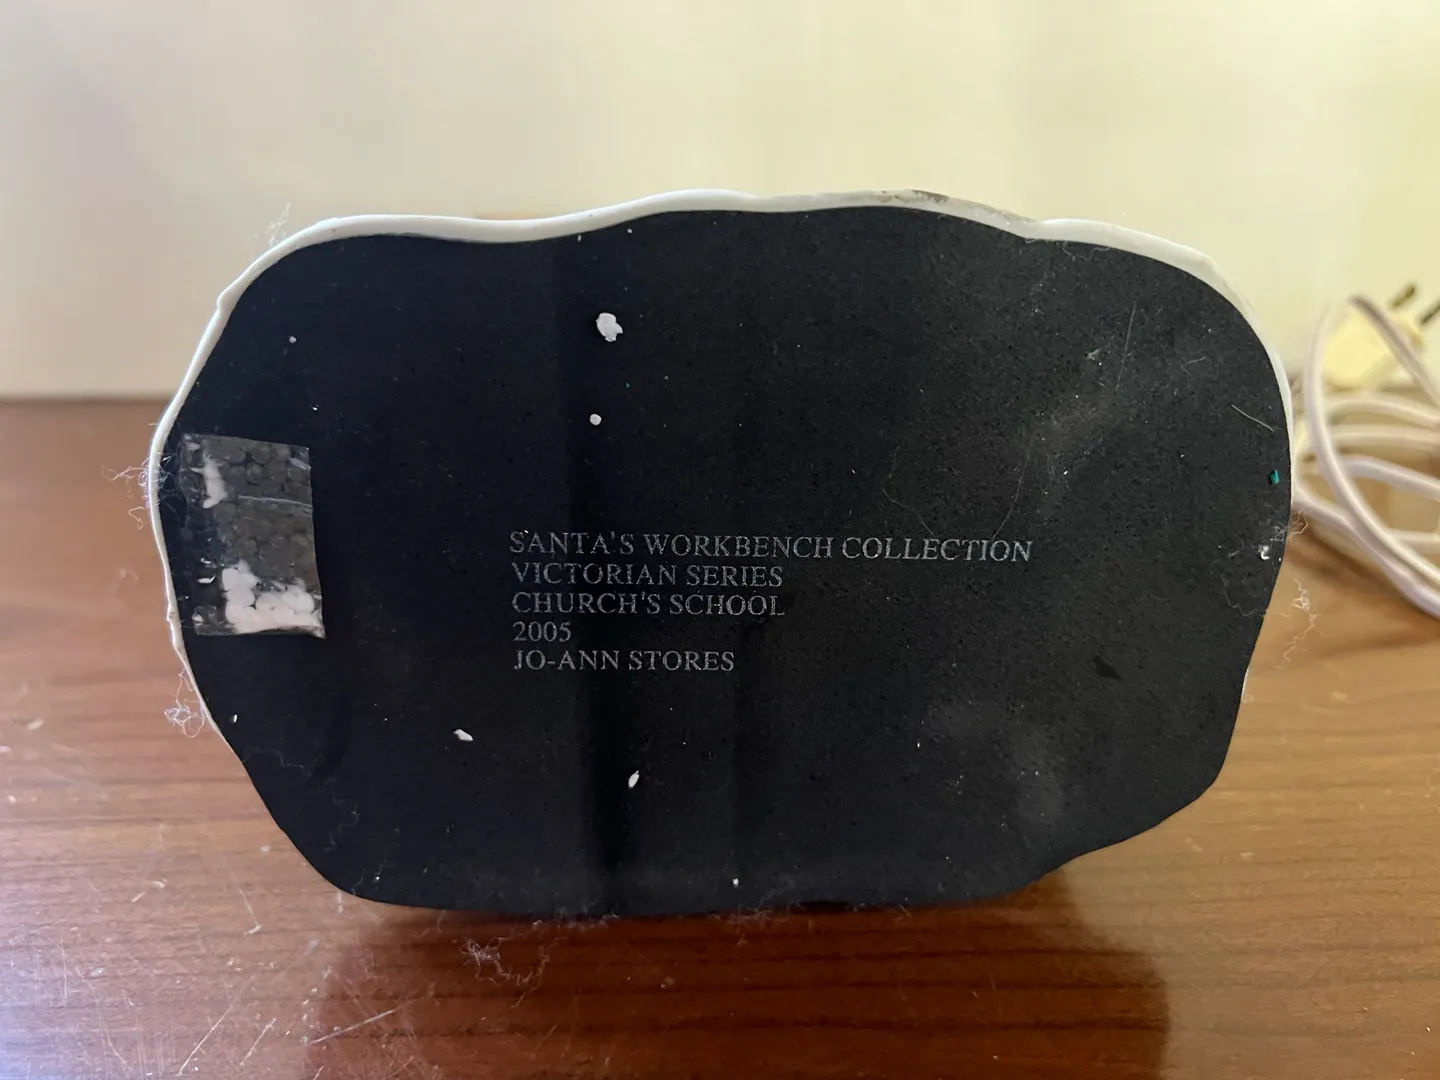 SANTA'S WORKBENCH COLLECTION
VICTORIAN SERIES
CHURCH'S SCHOOL
2005
JO-ANN STORES